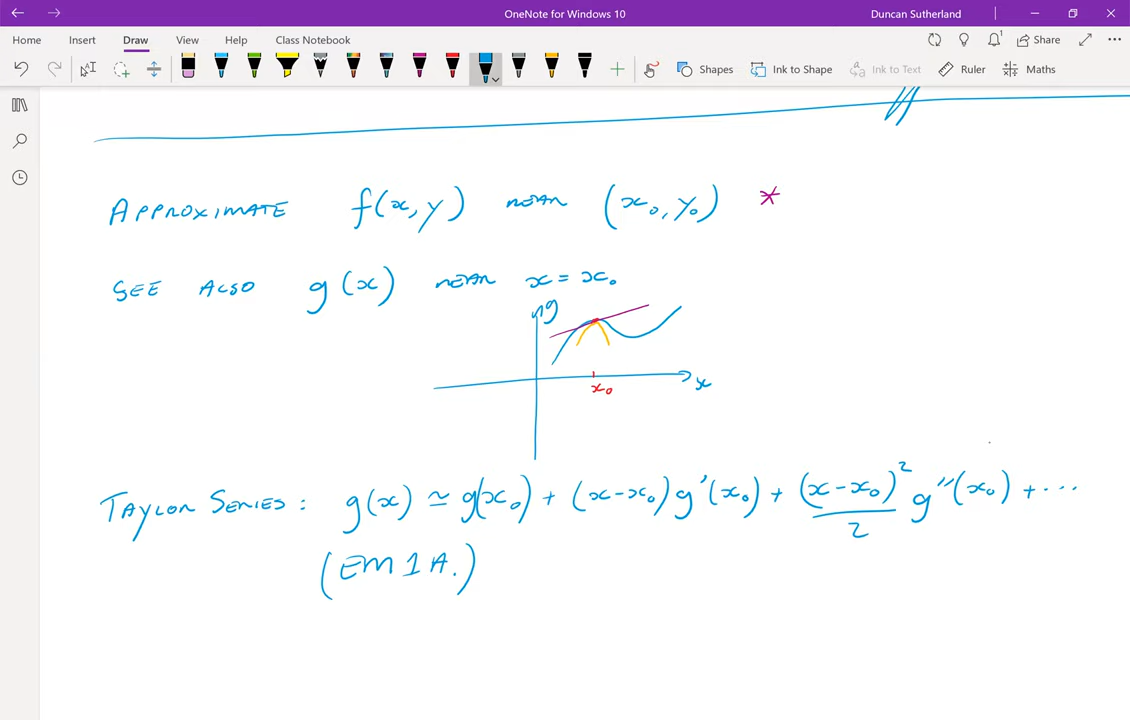 OneNote for Windows 10
Duncan Sutherland
Home Insert Draw View Help Class Notebook
Share
Shapes Ink to Shape Ink to Text Ruler Maths
APPROXIMATE f(x, y) NEAR (x₀, y₀) *
SEE ALSO g(x) NEAR x = x₀
g
x
x₀
TAYLOR SERIES: g(x) ≃ g(x₀) + (x-x₀) g'(x₀) + (x-x₀)²/2 g''(x₀) + ...
(EM 1 A.)